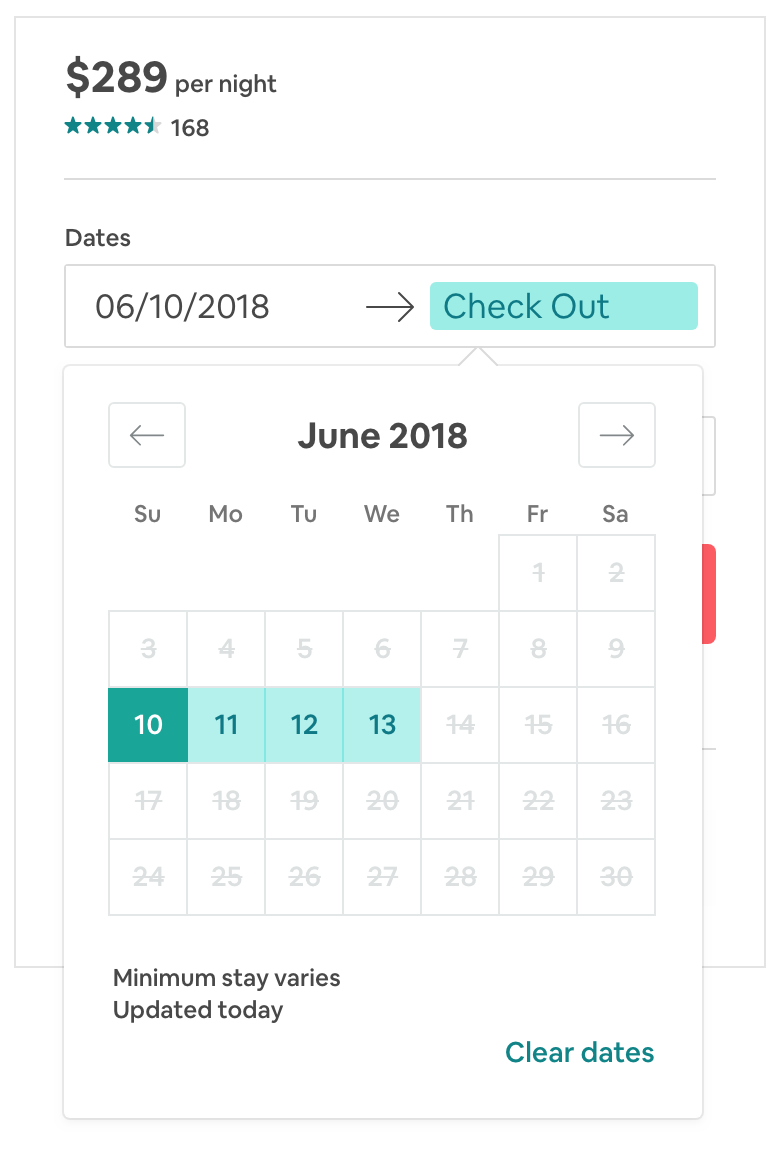 $289 per night
168
Dates
06/10/2018 → Check Out
← June 2018 →
Su Mo Tu We Th Fr Sa
1 2
3 4 5 6 7 8 9
10 11 12 13 14 15 16
17 18 19 20 21 22 23
24 25 26 27 28 29 30
Minimum stay varies
Updated today
Clear dates